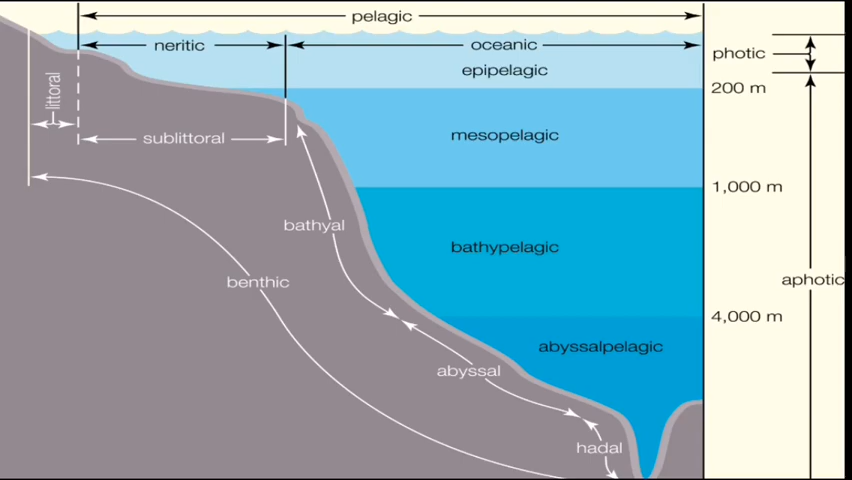 pelagic
neritic
oceanic
photic
epipelagic
littoral
200 m
sublittoral
mesopelagic
1,000 m
bathyal
bathypelagic
benthic
aphotic
4,000 m
abyssalpelagic
abyssal
hadal